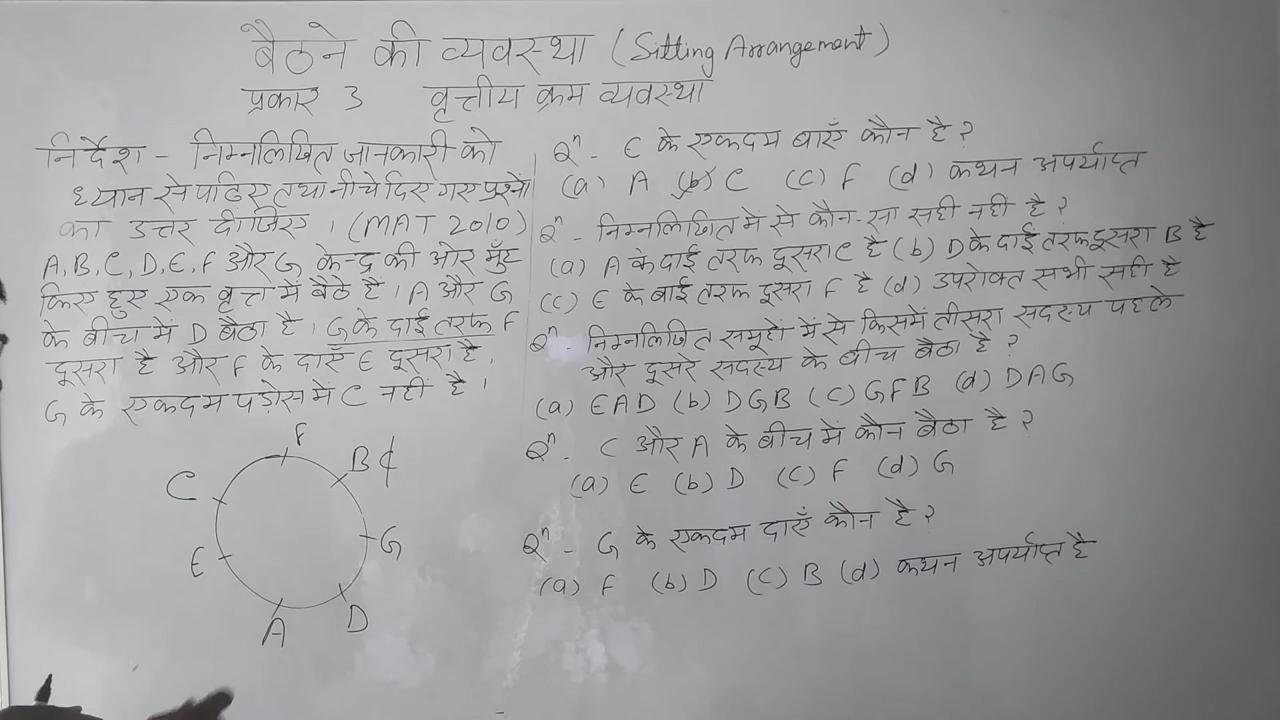 बैठने की व्यवस्था (Sitting Arrangement)
प्रकार 3 वृत्तीय क्रम व्यवस्था
निर्देश - निम्नलिखित जानकारी को
ध्यान से पढिए तथा नीचे दिए गए प्रश्नों
का उत्तर दीजिए । (MAT 2010)
A, B, C, D, E, F और G केन्द्र की ओर मुँह
किए हुए एक वृत्त में बैठे है । A और G
के बीच में D बैठा है । G के दाईं तरफ F
दूसरा है और F के दाएँ E दूसरा है ।
G के एकदम पड़ोस में C नहीं है ।
F
B ¢
C
G
E
A
D
Qⁿ - E के एकदम बाएँ कौन है ?
(a) A (b) C (c) F (d) कथन अपर्याप्त
Qⁿ - निम्नलिखित में से कौन-सा सही नहीं है ?
(a) A के दाईं तरफ दूसरा C है (b) D के दाईं तरफ दूसरा B है
(c) E के बाईं तरफ दूसरा F है (d) उपरोक्त सभी सही है
Qⁿ - निम्नलिखित समूहों में से किसमें तीसरा सदस्य पहले
और दूसरे सदस्य के बीच बैठा है ?
(a) EAD (b) DGB (c) GFB (d) DAG
Qⁿ - C और A के बीच में कौन बैठा है ?
(a) E (b) D (c) F (d) G
Qⁿ - G के एकदम दाएँ कौन है ?
(a) F (b) D (c) B (d) कथन अपर्याप्त है